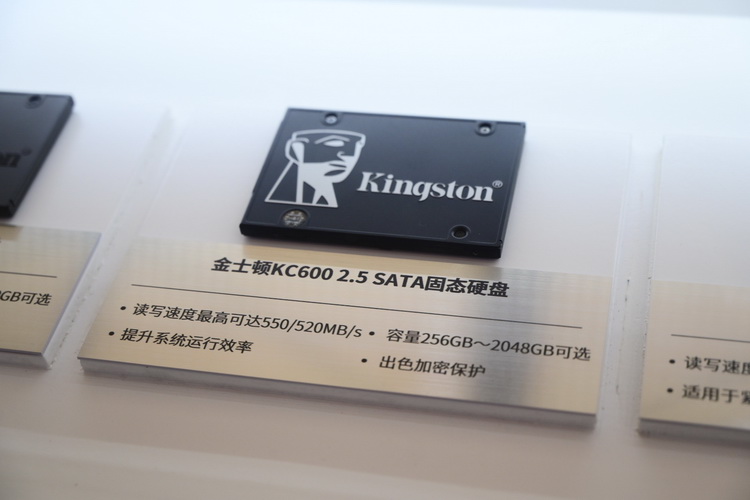 Kingston®
金士顿KC600 2.5 SATA固态硬盘
• 读写速度最高可达550/520MB/s
• 提升系统运行效率
• 容量256GB～2048GB可选
• 出色加密保护
GB可选
• 读写速
• 适用于